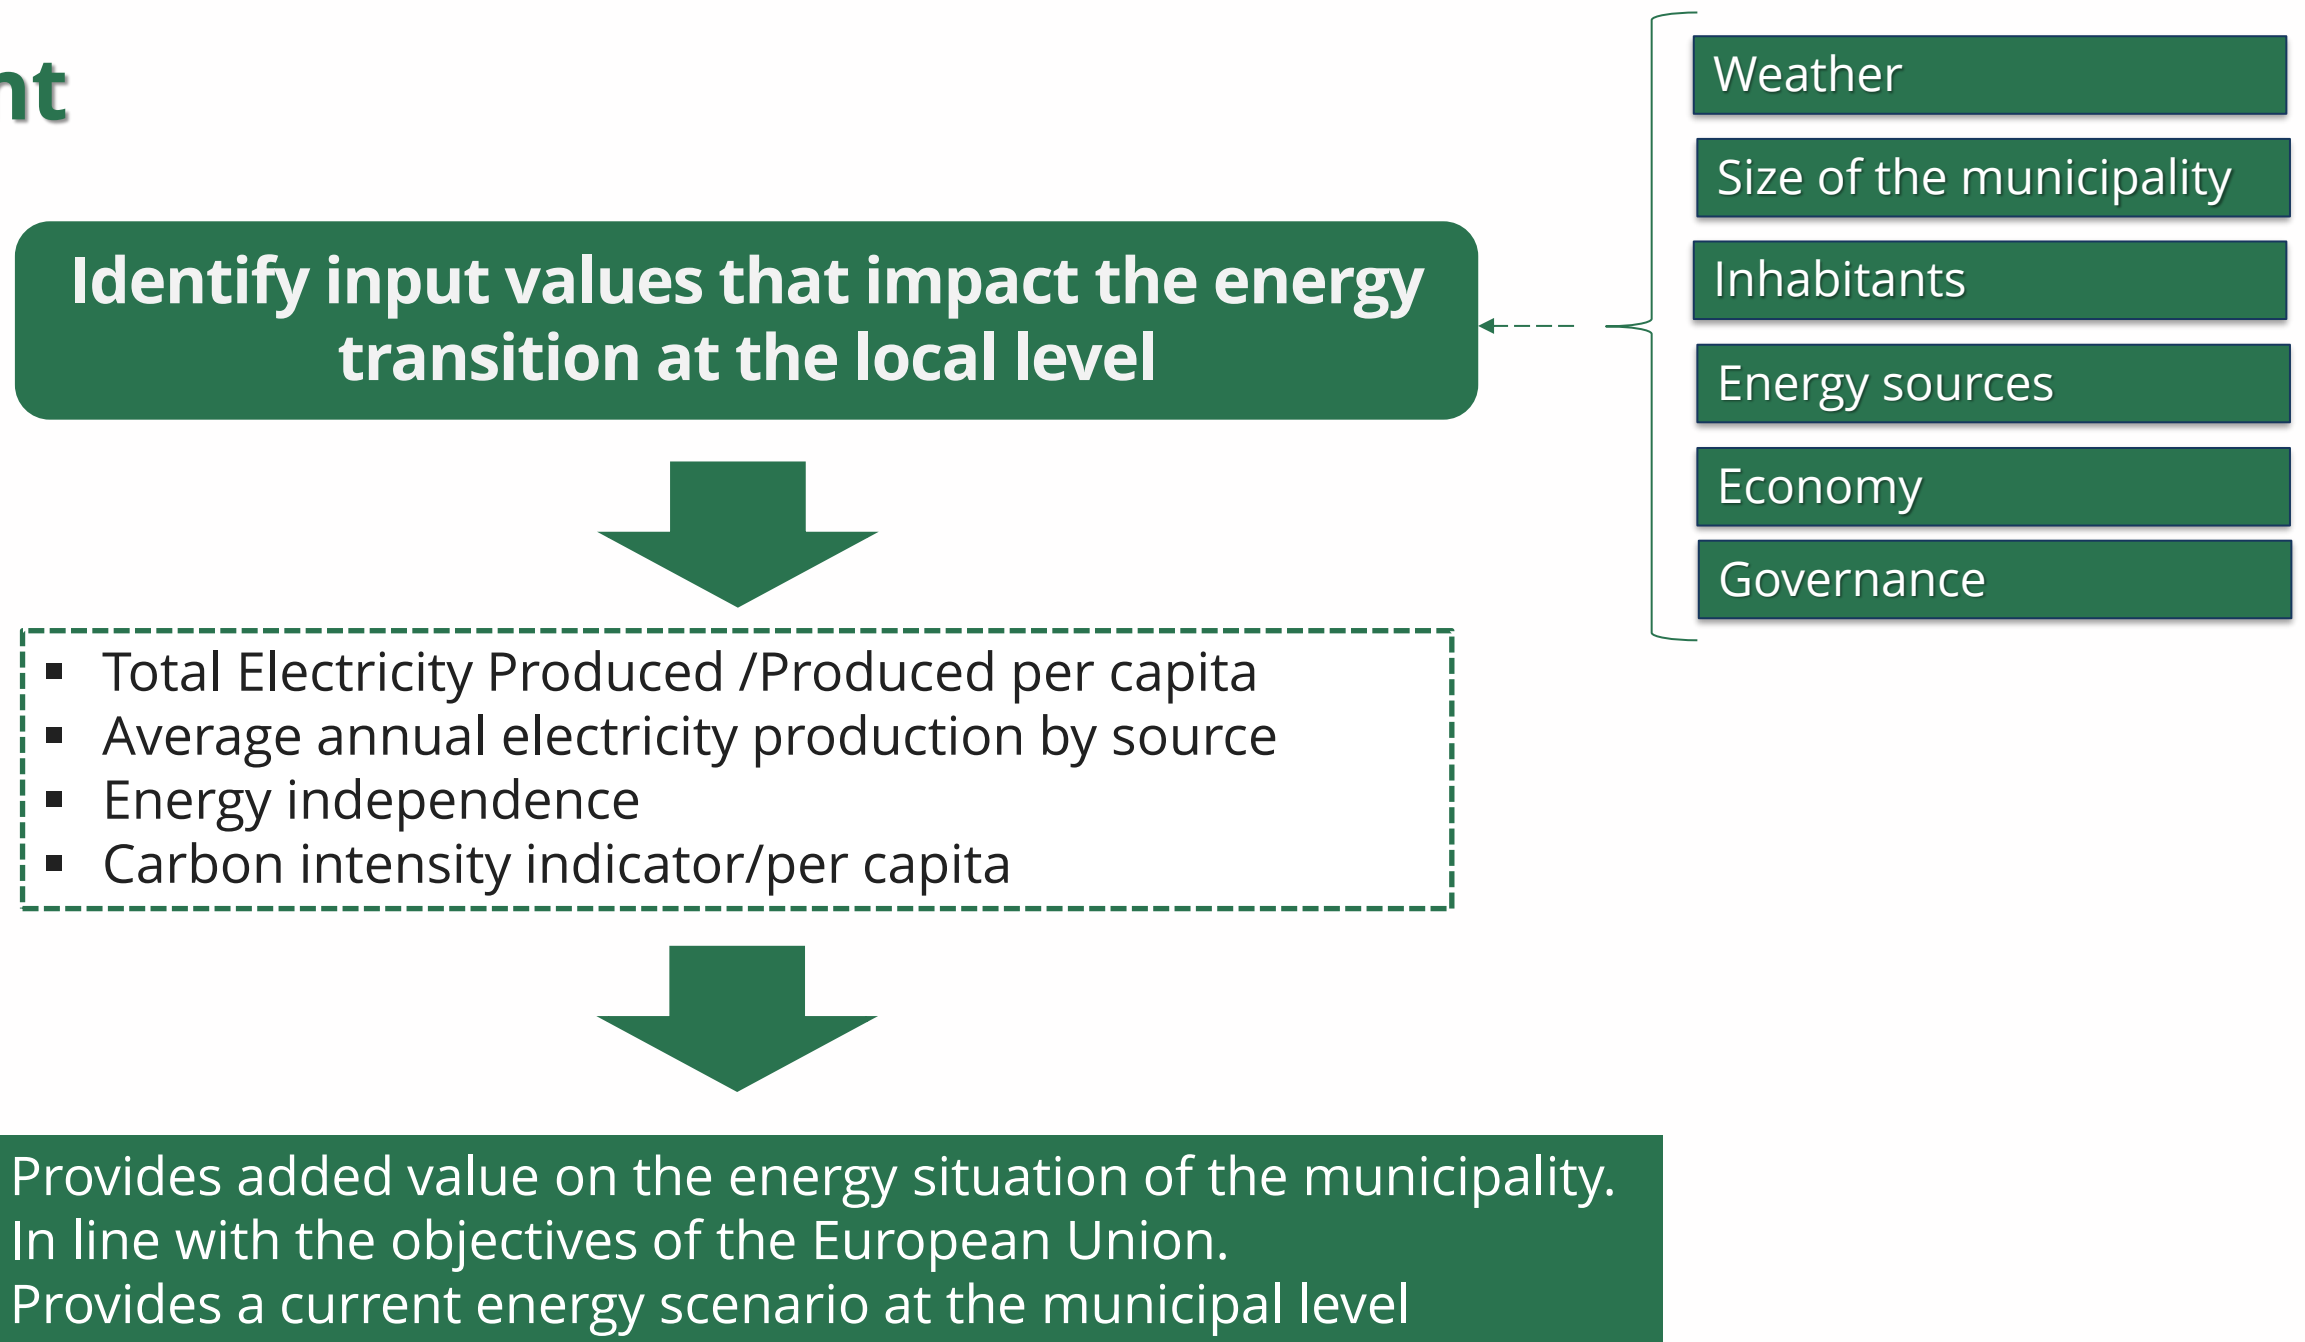 nt
Identify input values that impact the energy
transition at the local level
Weather
Size of the municipality
Inhabitants
Energy sources
Economy
Governance
▪ Total Electricity Produced /Produced per capita
▪ Average annual electricity production by source
▪ Energy independence
▪ Carbon intensity indicator/per capita
Provides added value on the energy situation of the municipality.
In line with the objectives of the European Union.
Provides a current energy scenario at the municipal level